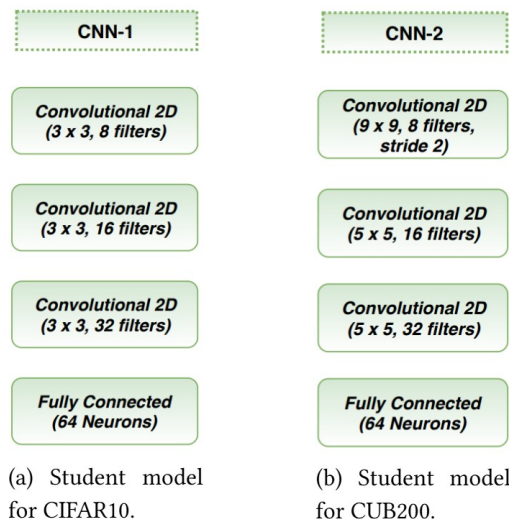 CNN-1
Convolutional 2D
(3 x 3, 8 filters)
Convolutional 2D
(3 x 3, 16 filters)
Convolutional 2D
(3 x 3, 32 filters)
Fully Connected
(64 Neurons)
(a) Student model
for CIFAR10.
CNN-2
Convolutional 2D
(9 x 9, 8 filters,
stride 2)
Convolutional 2D
(5 x 5, 16 filters)
Convolutional 2D
(5 x 5, 32 filters)
Fully Connected
(64 Neurons)
(b) Student model
for CUB200.